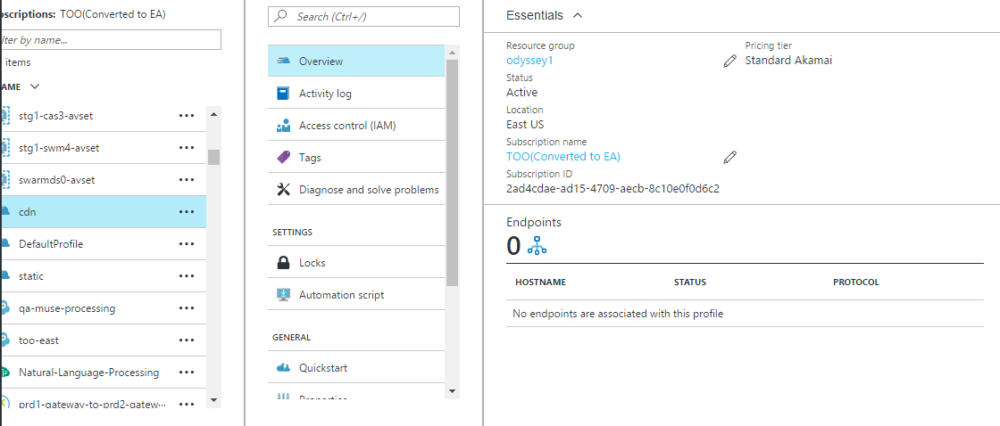 bscriptions: TOO(Converted to EA)
lter by name...
items
AME
stg1-cas3-avset
stg1-swm4-avset
swarmds0-avset
cdn
DefaultProfile
static
qa-muse-processing
too-east
Natural-Language-Processing
prd1-gateway-to-prd2-gatew...
Search (Ctrl+/)
Overview
Activity log
Access control (IAM)
Tags
Diagnose and solve problems
SETTINGS
Locks
Automation script
GENERAL
Quickstart
Properties
Essentials
Resource group
odyssey1
Pricing tier
Standard Akamai
Status
Active
Location
East US
Subscription name
TOO(Converted to EA)
Subscription ID
2ad4cdae-ad15-4709-aecb-8c10e0f0d6c2
Endpoints
0
HOSTNAME STATUS PROTOCOL
No endpoints are associated with this profile